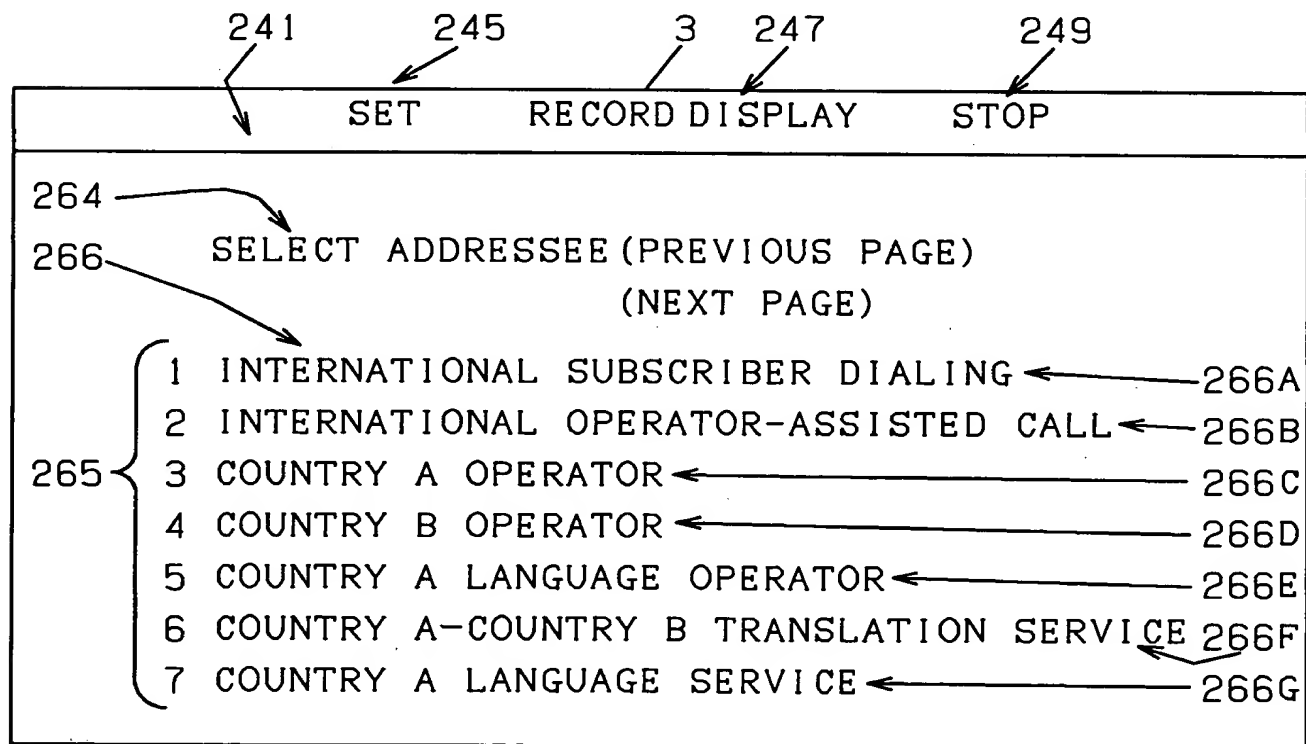 241 245 3 247 249
SET RECORD DISPLAY STOP
264
SELECT ADDRESSEE (PREVIOUS PAGE)
266
(NEXT PAGE)
1 INTERNATIONAL SUBSCRIBER DIALING 266A
2 INTERNATIONAL OPERATOR-ASSISTED CALL 266B
265 3 COUNTRY A OPERATOR 266C
4 COUNTRY B OPERATOR 266D
5 COUNTRY A LANGUAGE OPERATOR 266E
6 COUNTRY A-COUNTRY B TRANSLATION SERVICE 266F
7 COUNTRY A LANGUAGE SERVICE 266G